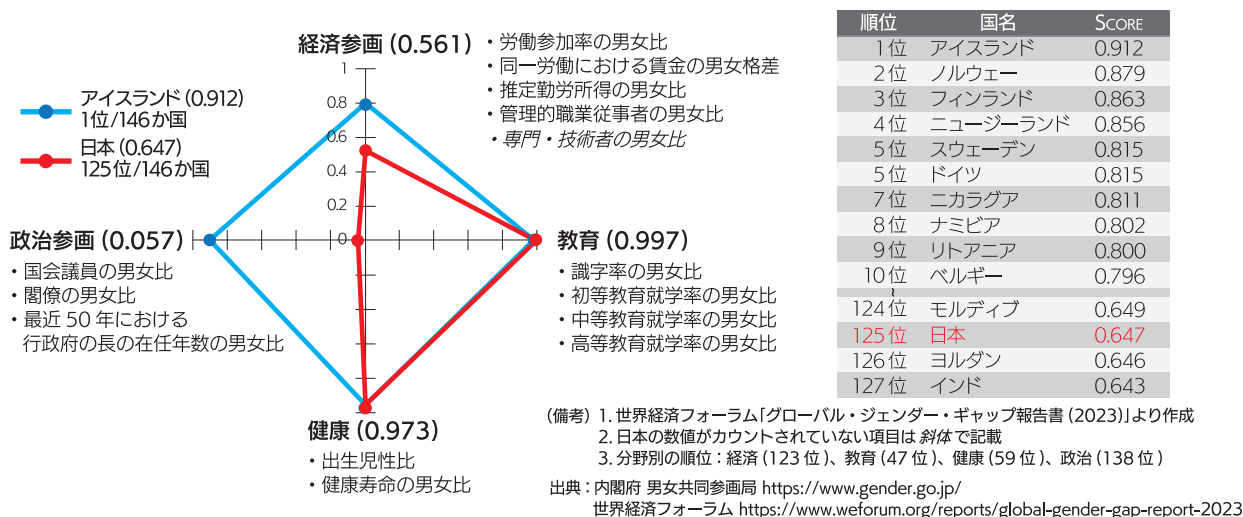 経済参画 (0.561)
・労働参加率の男女比
・同一労働における賃金の男女格差
・推定勤労所得の男女比
・管理的職業従事者の男女比
・専門・技術者の男女比
アイスランド (0.912)
1位/146か国
日本 (0.647)
125位/146か国
1
0.8
0.6
0.4
0.2
0
政治参画 (0.057)
・国会議員の男女比
・閣僚の男女比
・最近 50 年における
行政府の長の在任年数の男女比
教育 (0.997)
・識字率の男女比
・初等教育就学率の男女比
・中等教育就学率の男女比
・高等教育就学率の男女比
健康 (0.973)
・出生児性比
・健康寿命の男女比
順位 国名 SCORE
1位 アイスランド 0.912
2位 ノルウェー 0.879
3位 フィンランド 0.863
4位 ニュージーランド 0.856
5位 スウェーデン 0.815
5位 ドイツ 0.815
7位 ニカラグア 0.811
8位 ナミビア 0.802
9位 リトアニア 0.800
10位 ベルギー 0.796
~
124位 モルディブ 0.649
125位 日本 0.647
126位 ヨルダン 0.646
127位 インド 0.643
(備考) 1. 世界経済フォーラム「グローバル・ジェンダー・ギャップ報告書 (2023)」より作成
2. 日本の数値がカウントされていない項目は 斜体 で記載
3. 分野別の順位：経済 (123 位)、教育 (47 位)、健康 (59 位)、政治 (138 位)
出典：内閣府 男女共同参画局 https://www.gender.go.jp/
世界経済フォーラム https://www.weforum.org/reports/global-gender-gap-report-2023